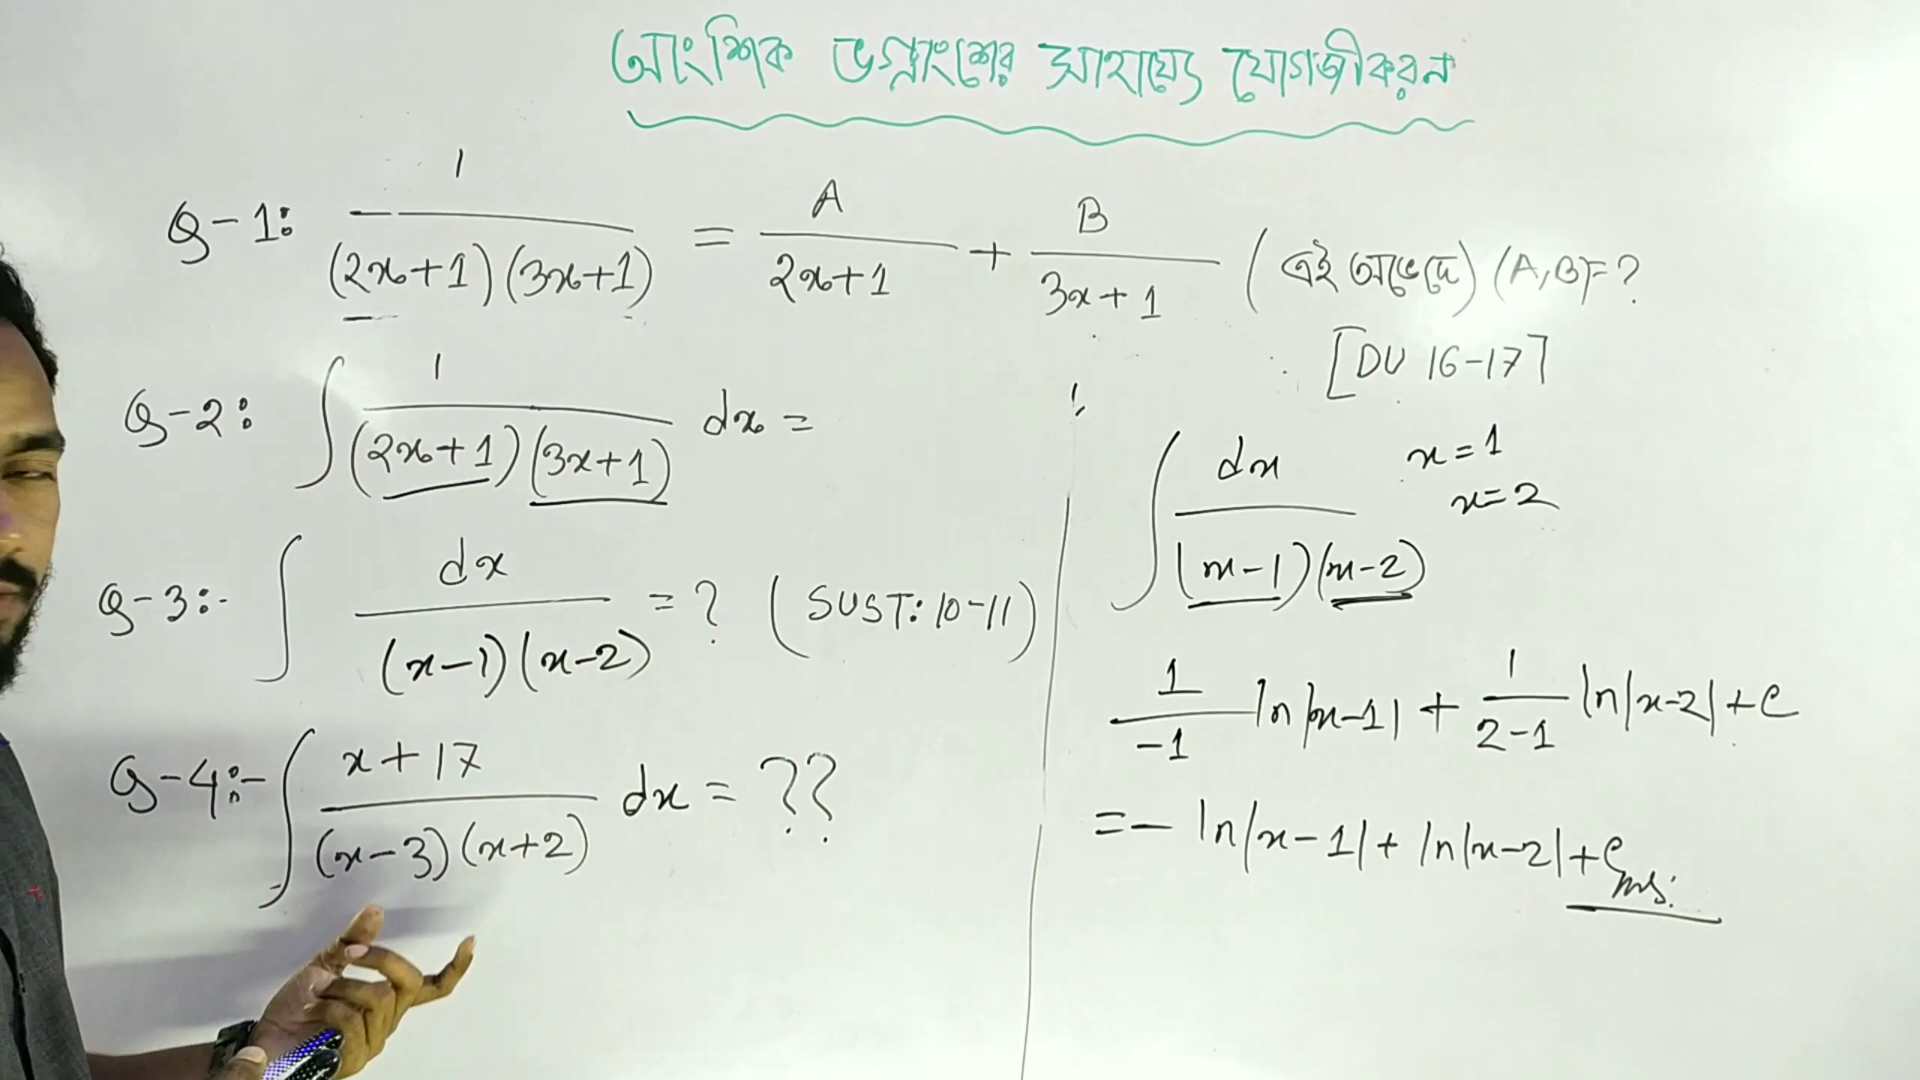 আংশিক ভগ্নাংশের সাহায্যে যোগজীকরন
Q-1: 1/((2x+1)(3x+1)) = A/(2x+1) + B/(3x+1) (এই অভেদে) (A,B)=?
[DU 16-17]
Q-2: ∫ 1/((2x+1)(3x+1)) dx =
Q-3:- ∫ dx/((x-1)(x-2)) = ? (SUST: 10-11)
Q-4:- ∫ (x+17)/((x-3)(x+2)) dx = ??
∫ dx/((x-1)(x-2)) x=1
x=2
1/-1 ln|x-1| + 1/(2-1) ln|x-2| + c
= - ln|x-1| + ln|x-2| + c